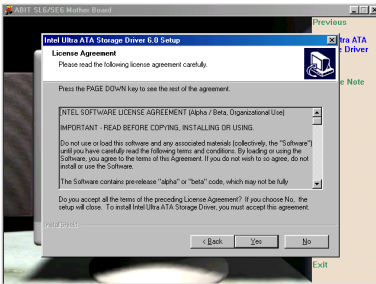 ABIT SL6/SE6 Mother Board
Previous
Intel Ultra ATA Storage Driver 6.0 Setup
tra ATA
e Driver
License Agreement
Please read the following license agreement carefully.
e Note
Press the PAGE DOWN key to see the rest of the agreement.
INTEL SOFTWARE LICENSE AGREEMENT (Alpha / Beta, Organizational Use)
IMPORTANT - READ BEFORE COPYING, INSTALLING OR USING.
Do not use or load this software and any associated materials (collectively, the "Software")
until you have carefully read the following terms and conditions. By loading or using the
Software, you agree to the terms of this Agreement. If you do not wish to so agree, do not
install or use the Software.
The Software contains pre-release "alpha" or "beta" code, which may not be fully
Do you accept all the terms of the preceding License Agreement? If you choose No, the
setup will close. To install Intel Ultra ATA Storage Driver, you must accept this agreement.
InstallShield
< Back
Yes
No
Exit